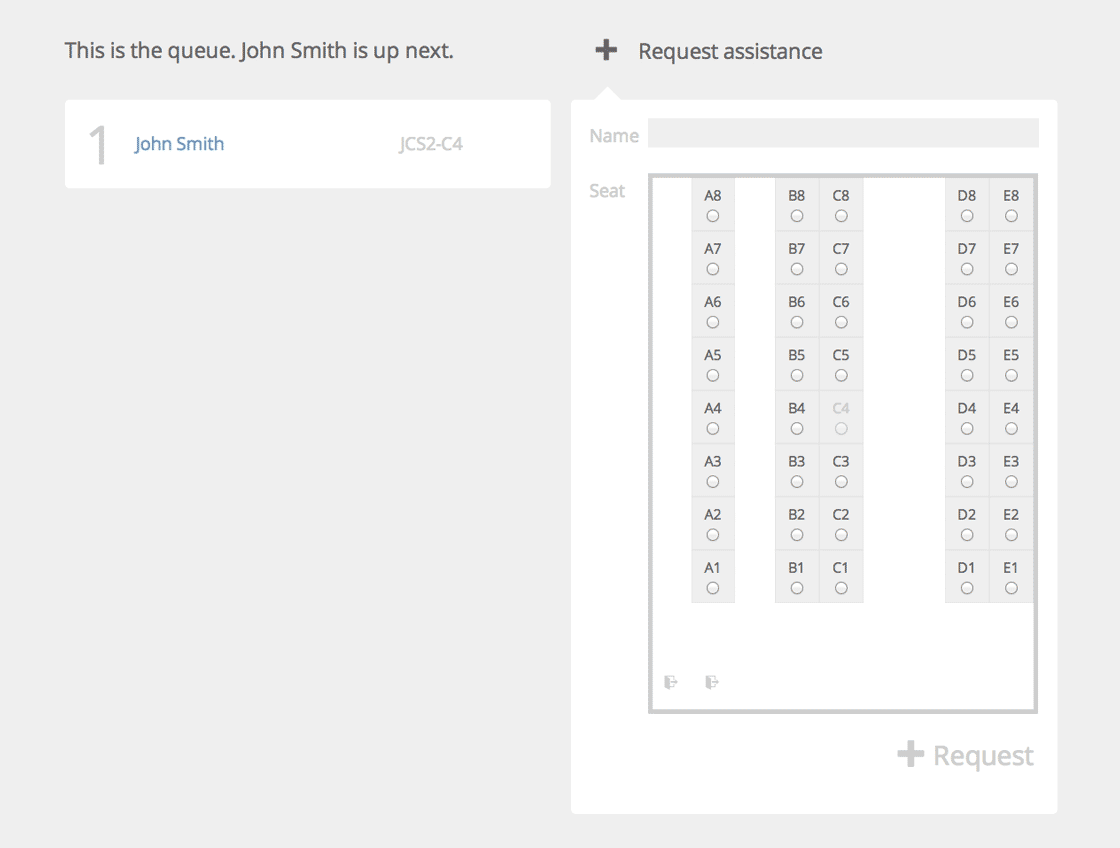 This is the queue. John Smith is up next.
1 John Smith JCS2-C4
Request assistance
Name
Seat
A8 B8 C8 D8 E8
A7 B7 C7 D7 E7
A6 B6 C6 D6 E6
A5 B5 C5 D5 E5
A4 B4 C4 D4 E4
A3 B3 C3 D3 E3
A2 B2 C2 D2 E2
A1 B1 C1 D1 E1
Request